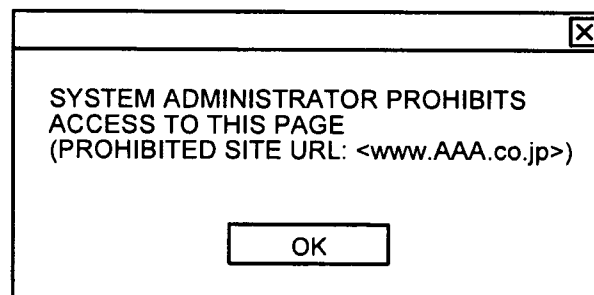 SYSTEM ADMINISTRATOR PROHIBITS
ACCESS TO THIS PAGE
(PROHIBITED SITE URL: <www.AAA.co.jp>)
OK